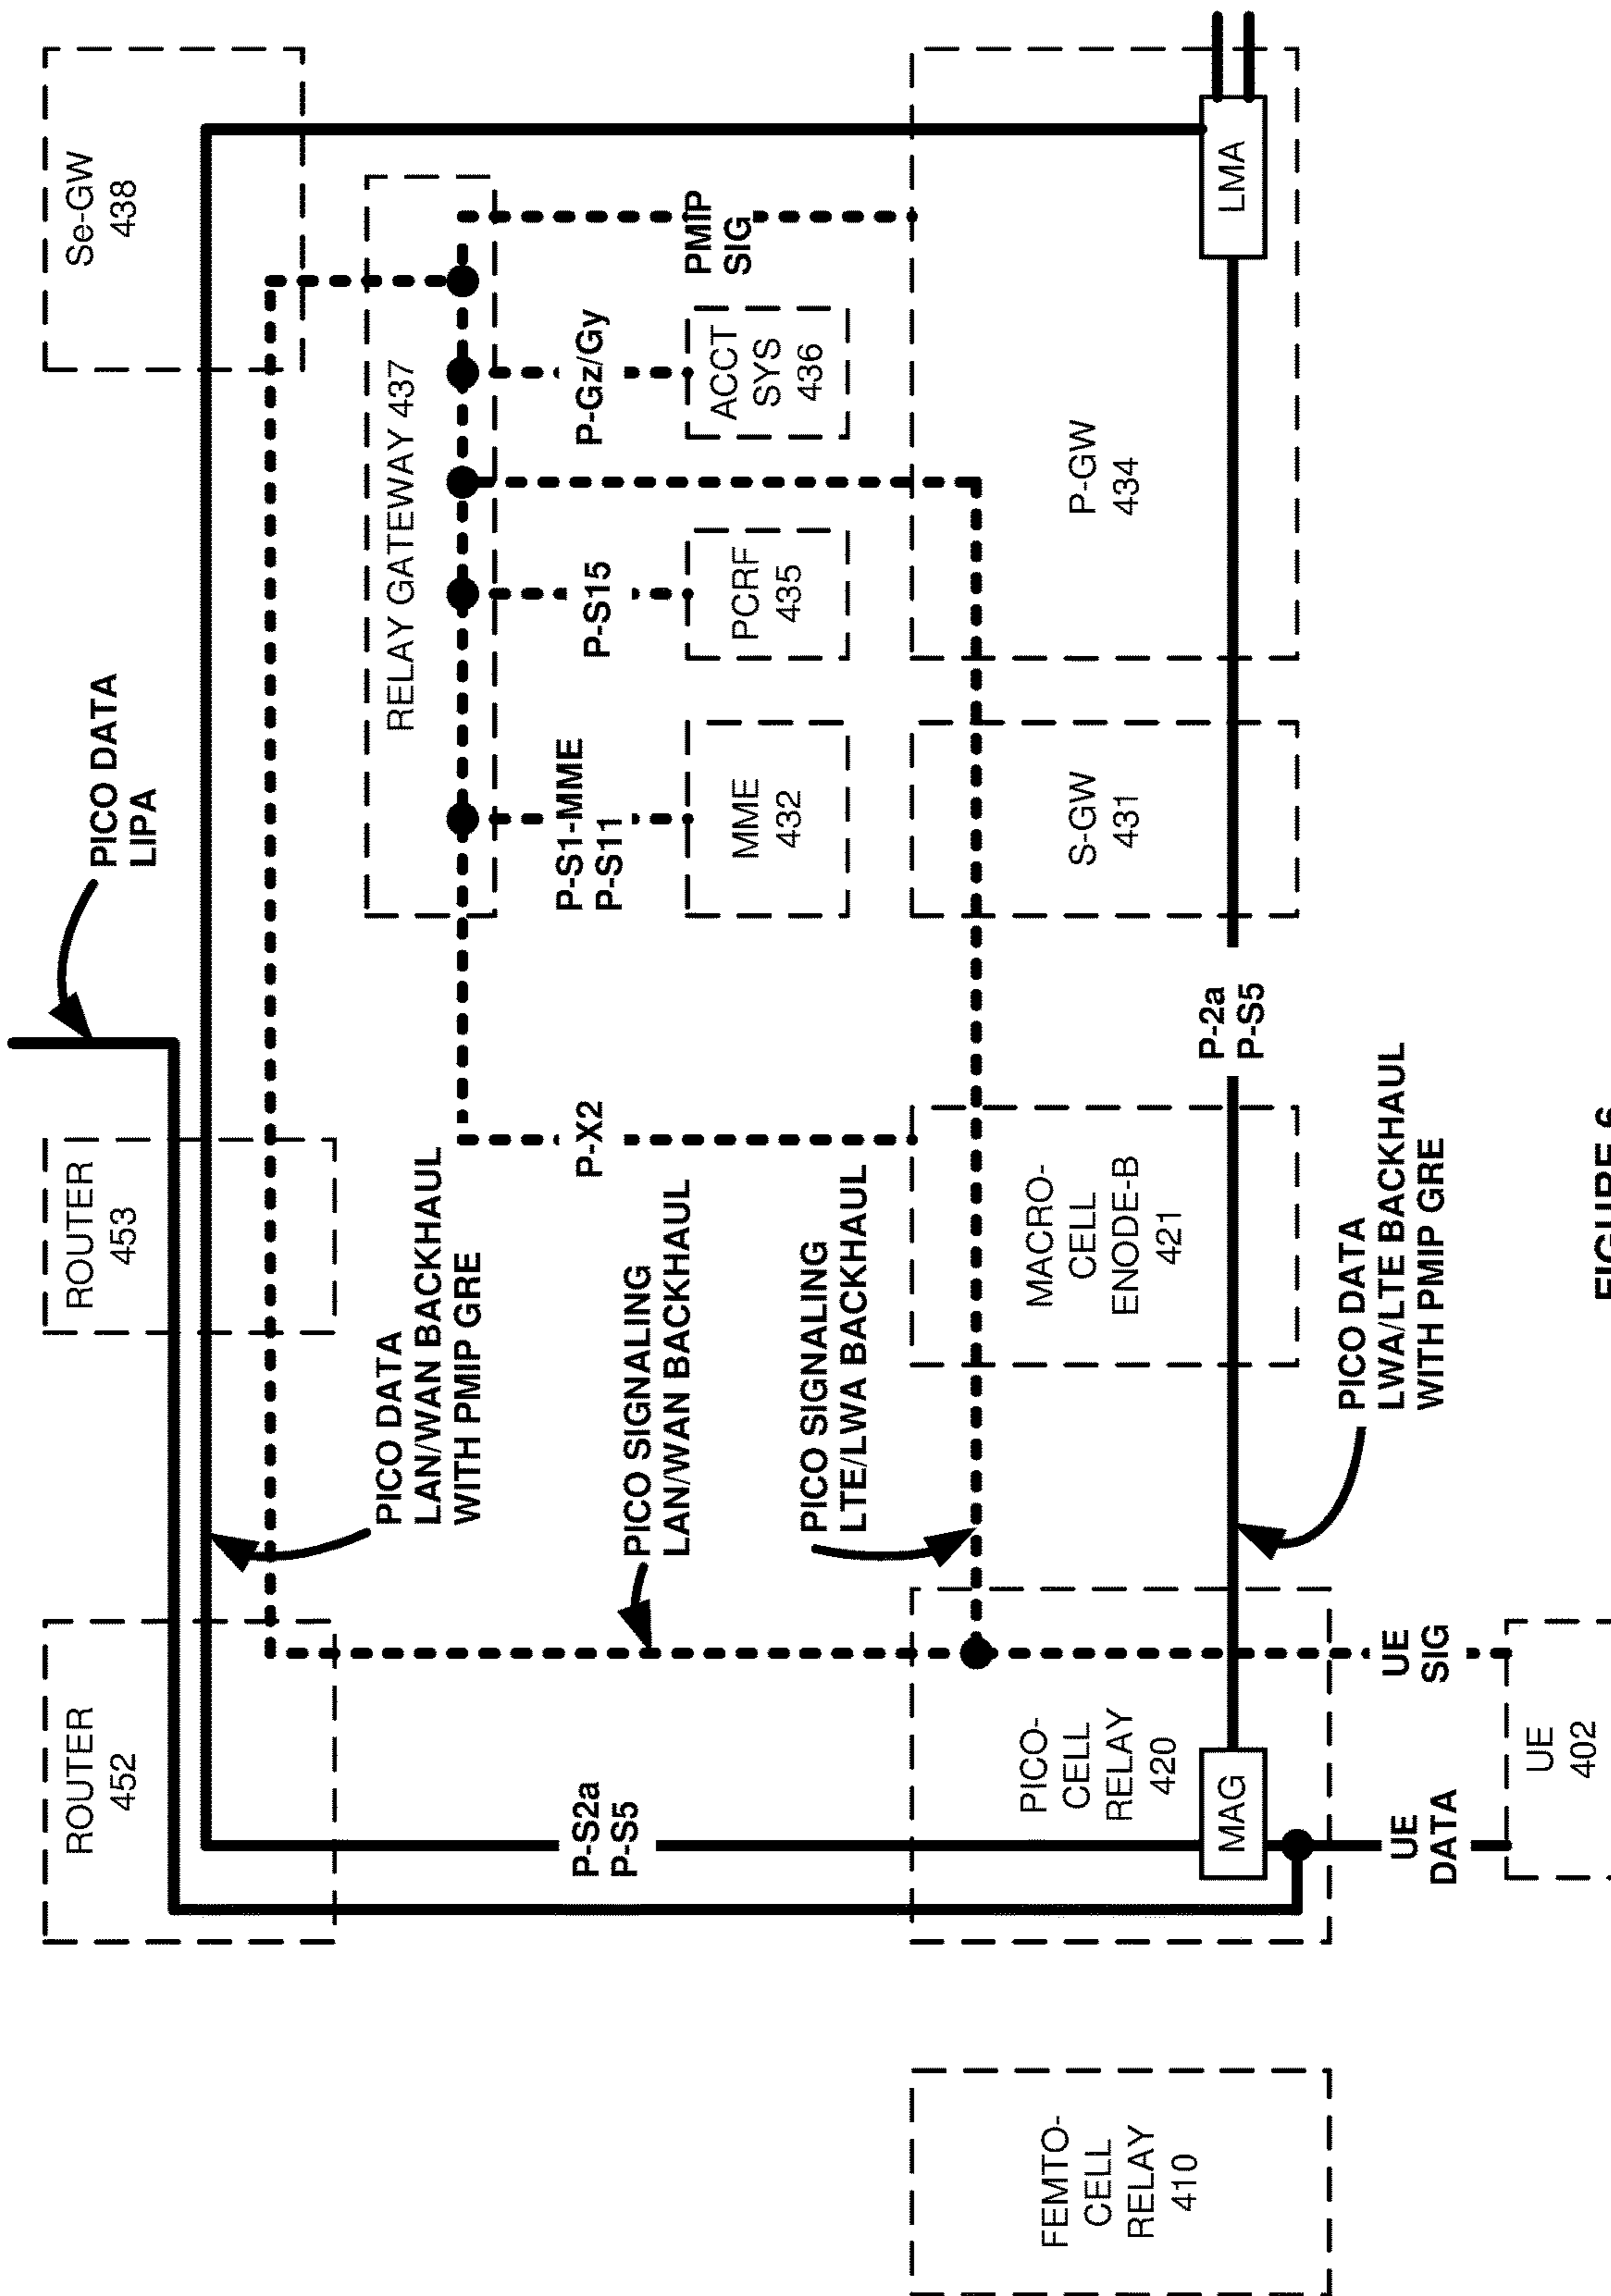 ROUTER
452
ROUTER
453
PICO DATA
LIPA
Se-GW
438
PICO DATA
LAN/WAN BACKHAUL
WITH PMIP GRE
RELAY GATEWAY 437
P-S2a
P-S5
PICO SIGNALING
LAN/WAN BACKHAUL
P-X2
P-S1-MME
P-S11
P-S15
P-Gz/Gy
PMIP
SIG
MME
432
PCRF
435
ACCT
SYS
436
PICO SIGNALING
LTE/LWA BACKHAUL
FEMTO-
CELL
RELAY
410
PICO-
CELL
RELAY
420
MACRO-
CELL
ENODE-B
421
S-GW
431
P-GW
434
MAG
P-2a
P-S5
LMA
PICO DATA
LWA/LTE BACKHAUL
WITH PMIP GRE
UE
DATA
UE
SIG
UE
402
FIGURE 6